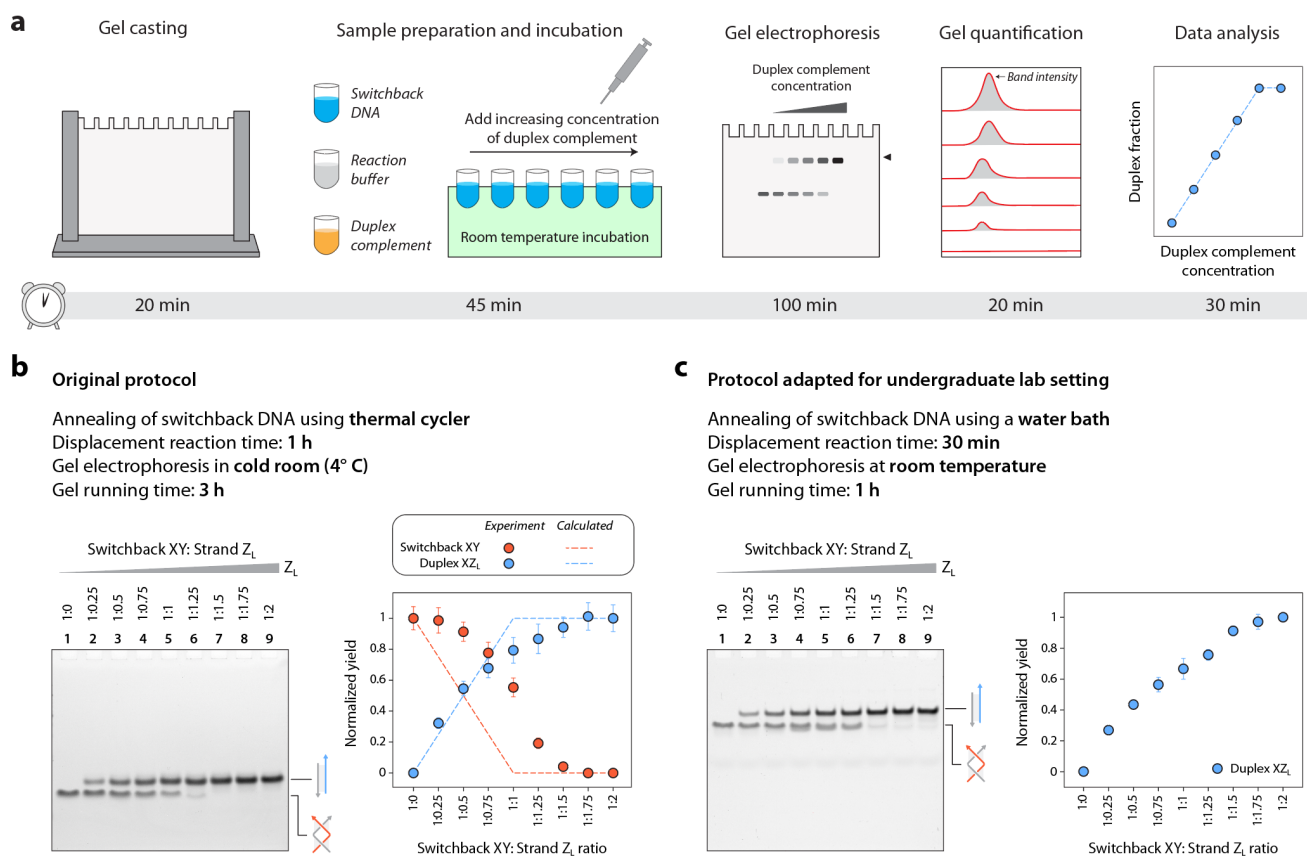 a
Gel casting
Sample preparation and incubation
Gel electrophoresis
Gel quantification
Data analysis
Switchback
DNA
Reaction
buffer
Duplex
complement
Add increasing concentration
of duplex complement
Room temperature incubation
Duplex complement
concentration
Band intensity
Duplex fraction
Duplex complement
concentration
20 min
45 min
100 min
20 min
30 min
b
Original protocol
Annealing of switchback DNA using thermal cycler
Displacement reaction time: 1 h
Gel electrophoresis in cold room (4° C)
Gel running time: 3 h
Switchback XY: Strand ZL
ZL
1:0 1:0.25 1:0.5 1:0.75 1:1 1:1.25 1:1.5 1:1.75 1:2
1 2 3 4 5 6 7 8 9
Experiment Calculated
Switchback XY
Duplex XZL
Normalized yield
1
0.8
0.6
0.4
0.2
0
1:0 1:0.25 1:0.5 1:0.75 1:1 1:1.25 1:1.5 1:1.75 1:2
Switchback XY: Strand ZL ratio
c
Protocol adapted for undergraduate lab setting
Annealing of switchback DNA using a water bath
Displacement reaction time: 30 min
Gel electrophoresis at room temperature
Gel running time: 1 h
Switchback XY: Strand ZL
ZL
1:0 1:0.25 1:0.5 1:0.75 1:1 1:1.25 1:1.5 1:1.75 1:2
1 2 3 4 5 6 7 8 9
Normalized yield
1
0.8
0.6
0.4
0.2
0
Duplex XZL
1:0 1:0.25 1:0.5 1:0.75 1:1 1:1.25 1:1.5 1:1.75 1:2
Switchback XY: Strand ZL ratio